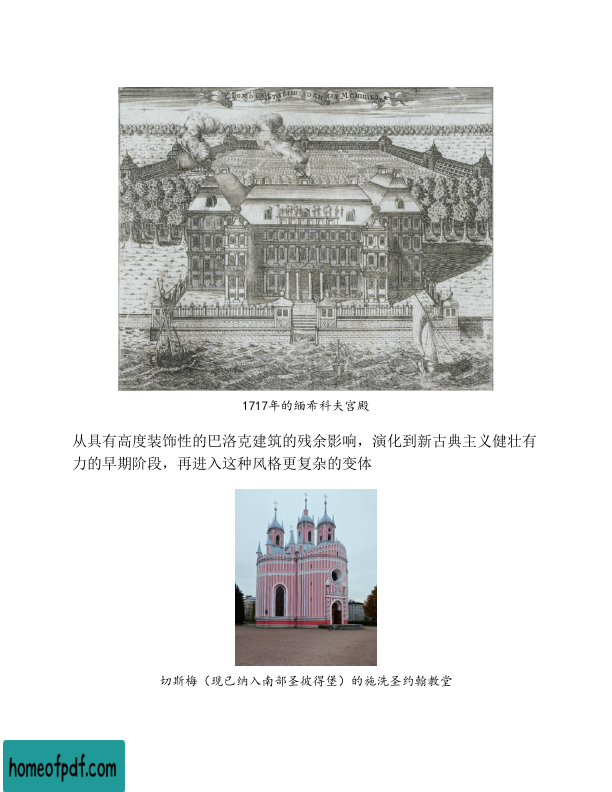 1717年的缅希科夫宫殿
从具有高度装饰性的巴洛克建筑的残余影响，演化到新古典主义健壮有
力的早期阶段，再进入这种风格更复杂的变体
切斯梅（现已纳入南部圣彼得堡）的施洗圣约翰教堂
homeofpdf.com